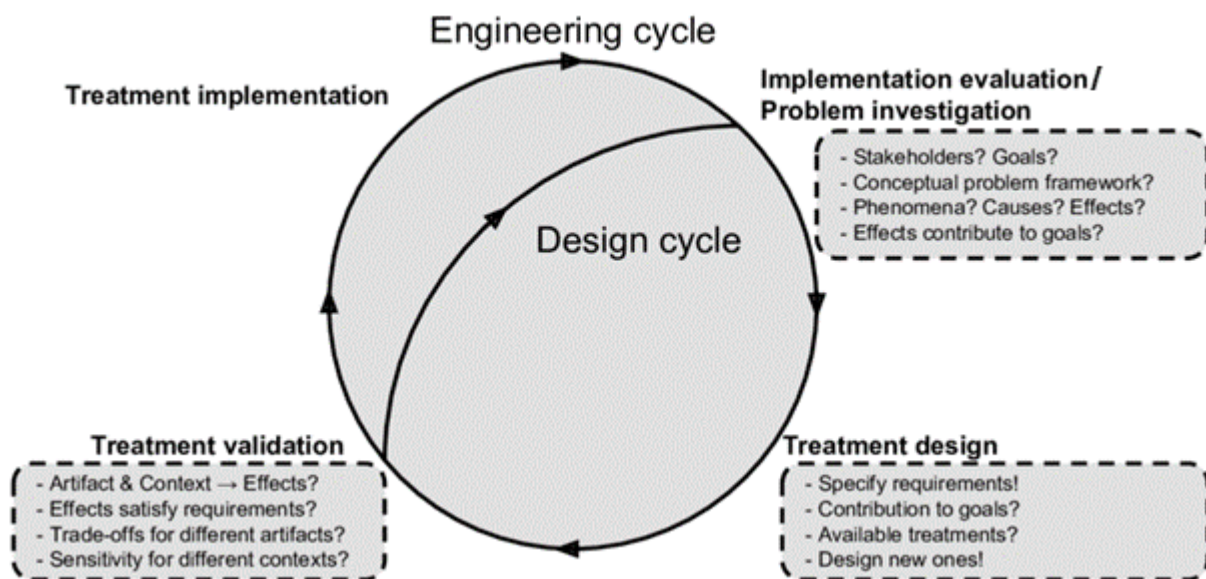 Engineering cycle
Treatment implementation
Implementation evaluation/
Problem investigation
- Stakeholders? Goals?
- Conceptual problem framework?
- Phenomena? Causes? Effects?
- Effects contribute to goals?
Design cycle
Treatment validation
- Artifact & Context → Effects?
- Effects satisfy requirements?
- Trade-offs for different artifacts?
- Sensitivity for different contexts?
Treatment design
- Specify requirements!
- Contribution to goals?
- Available treatments?
- Design new ones!